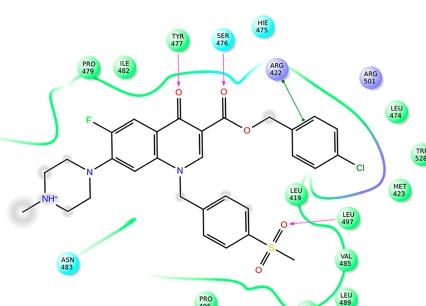 HIE
475
TYR
477
SER
476
PRO
479
ILE
482
ARG
422
ARG
501
LEU
474
O
O
F
O
528
Cl
N
N
NH+
LEU
419
MET
423
LEU
497
O
S
O
ASN
483
VAL
485
LEU
489
PRO